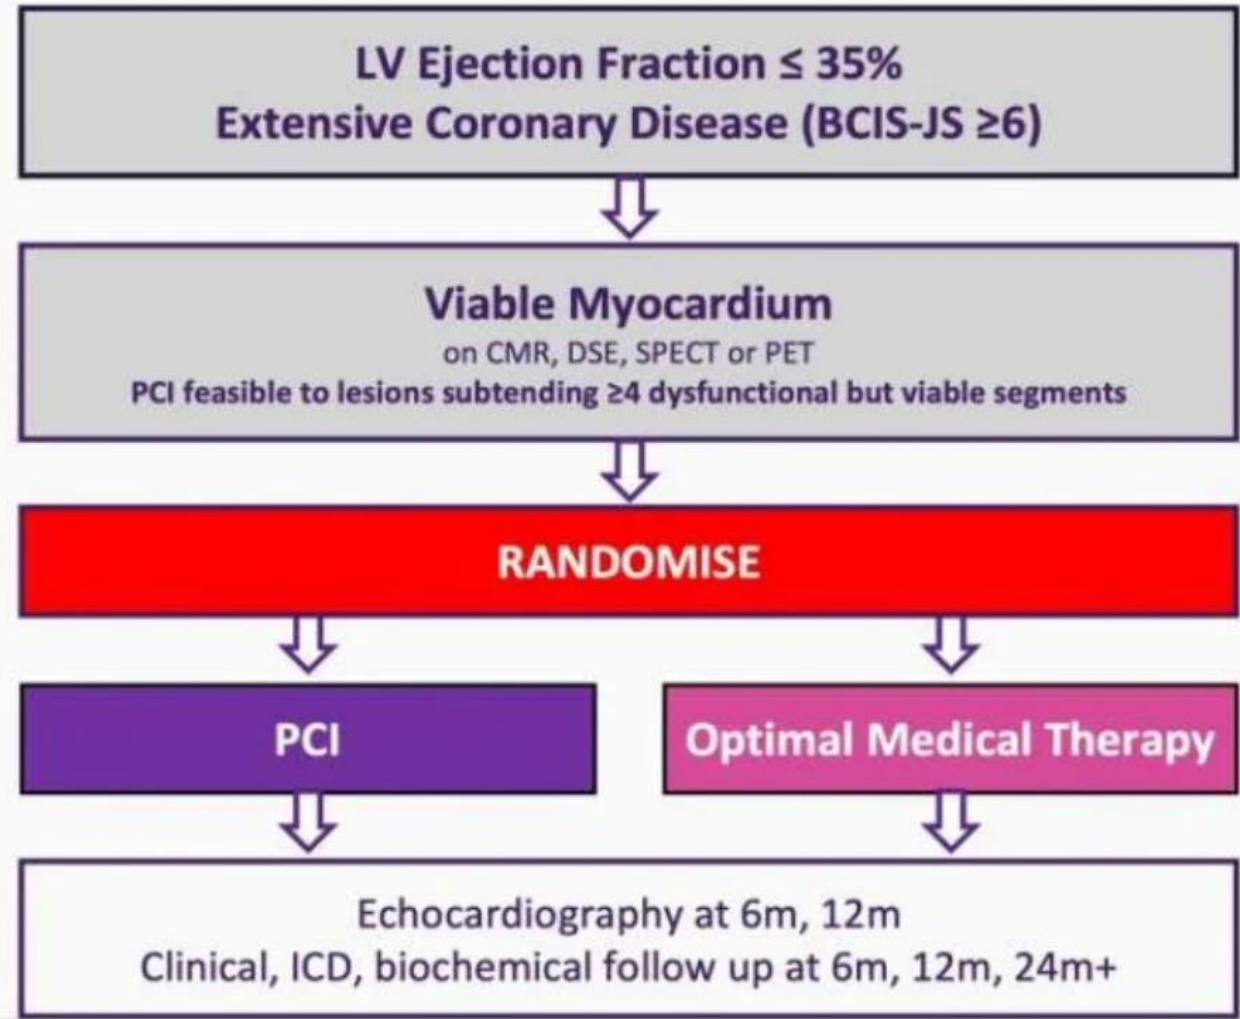 LV Ejection Fraction ≤ 35%
Extensive Coronary Disease (BCIS-JS ≥6)
Viable Myocardium
on CMR, DSE, SPECT or PET
PCI feasible to lesions subtending ≥4 dysfunctional but viable segments
RANDOMISE
PCI
Optimal Medical Therapy
Echocardiography at 6m, 12m
Clinical, ICD, biochemical follow up at 6m, 12m, 24m+